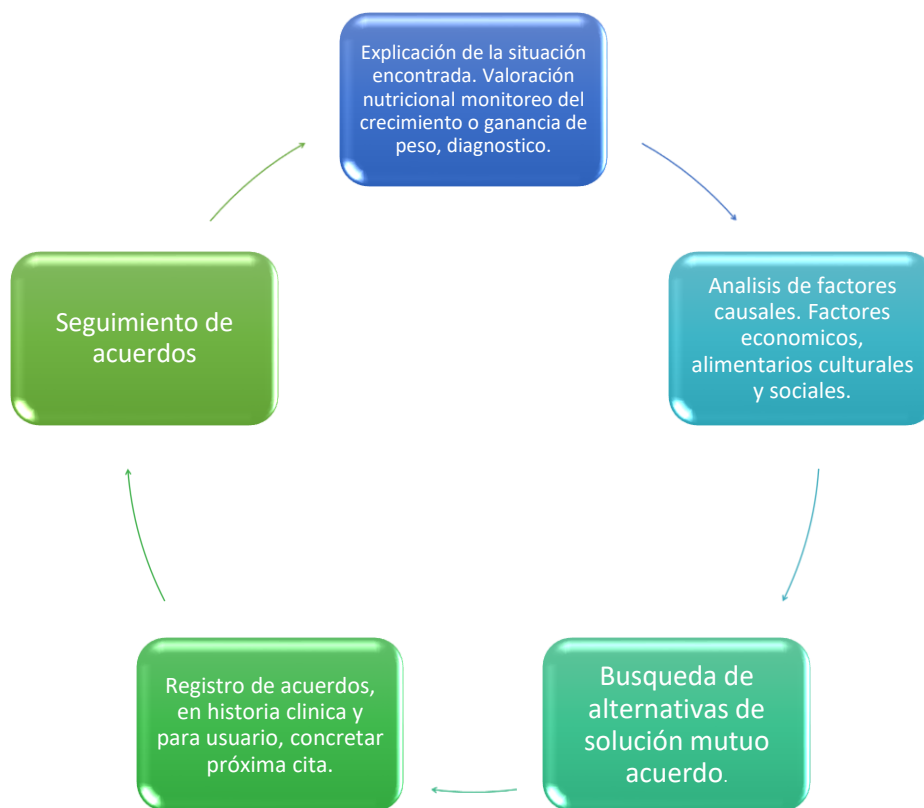 Explicación de la situación
encontrada. Valoración
nutricional monitoreo del
crecimiento o ganancia de
peso, diagnostico.
Analisis de factores
causales. Factores
economicos,
alimentarios culturales
y sociales.
Busqueda de
alternativas de
solución mutuo
acuerdo.
Registro de acuerdos,
en historia clinica y
para usuario, concretar
próxima cita.
Seguimiento de
acuerdos